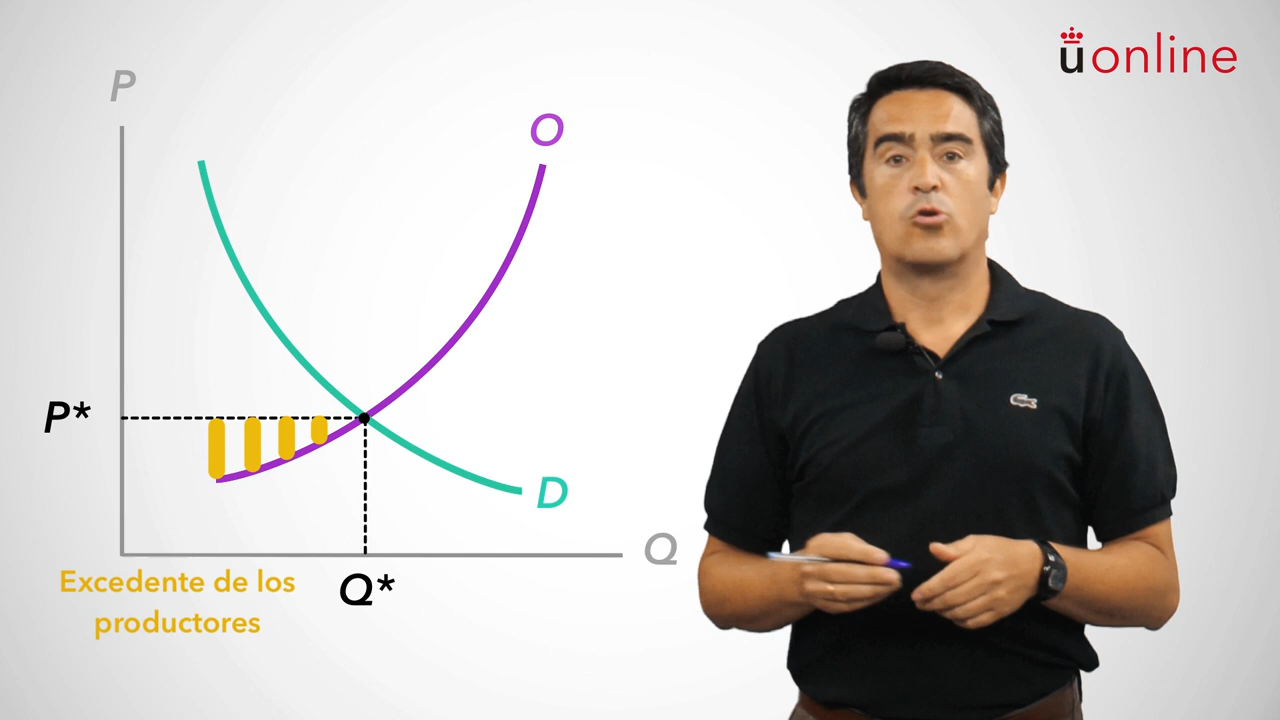 P
O
P*
D
Q
Q*
Excedente de los
productores
üonline